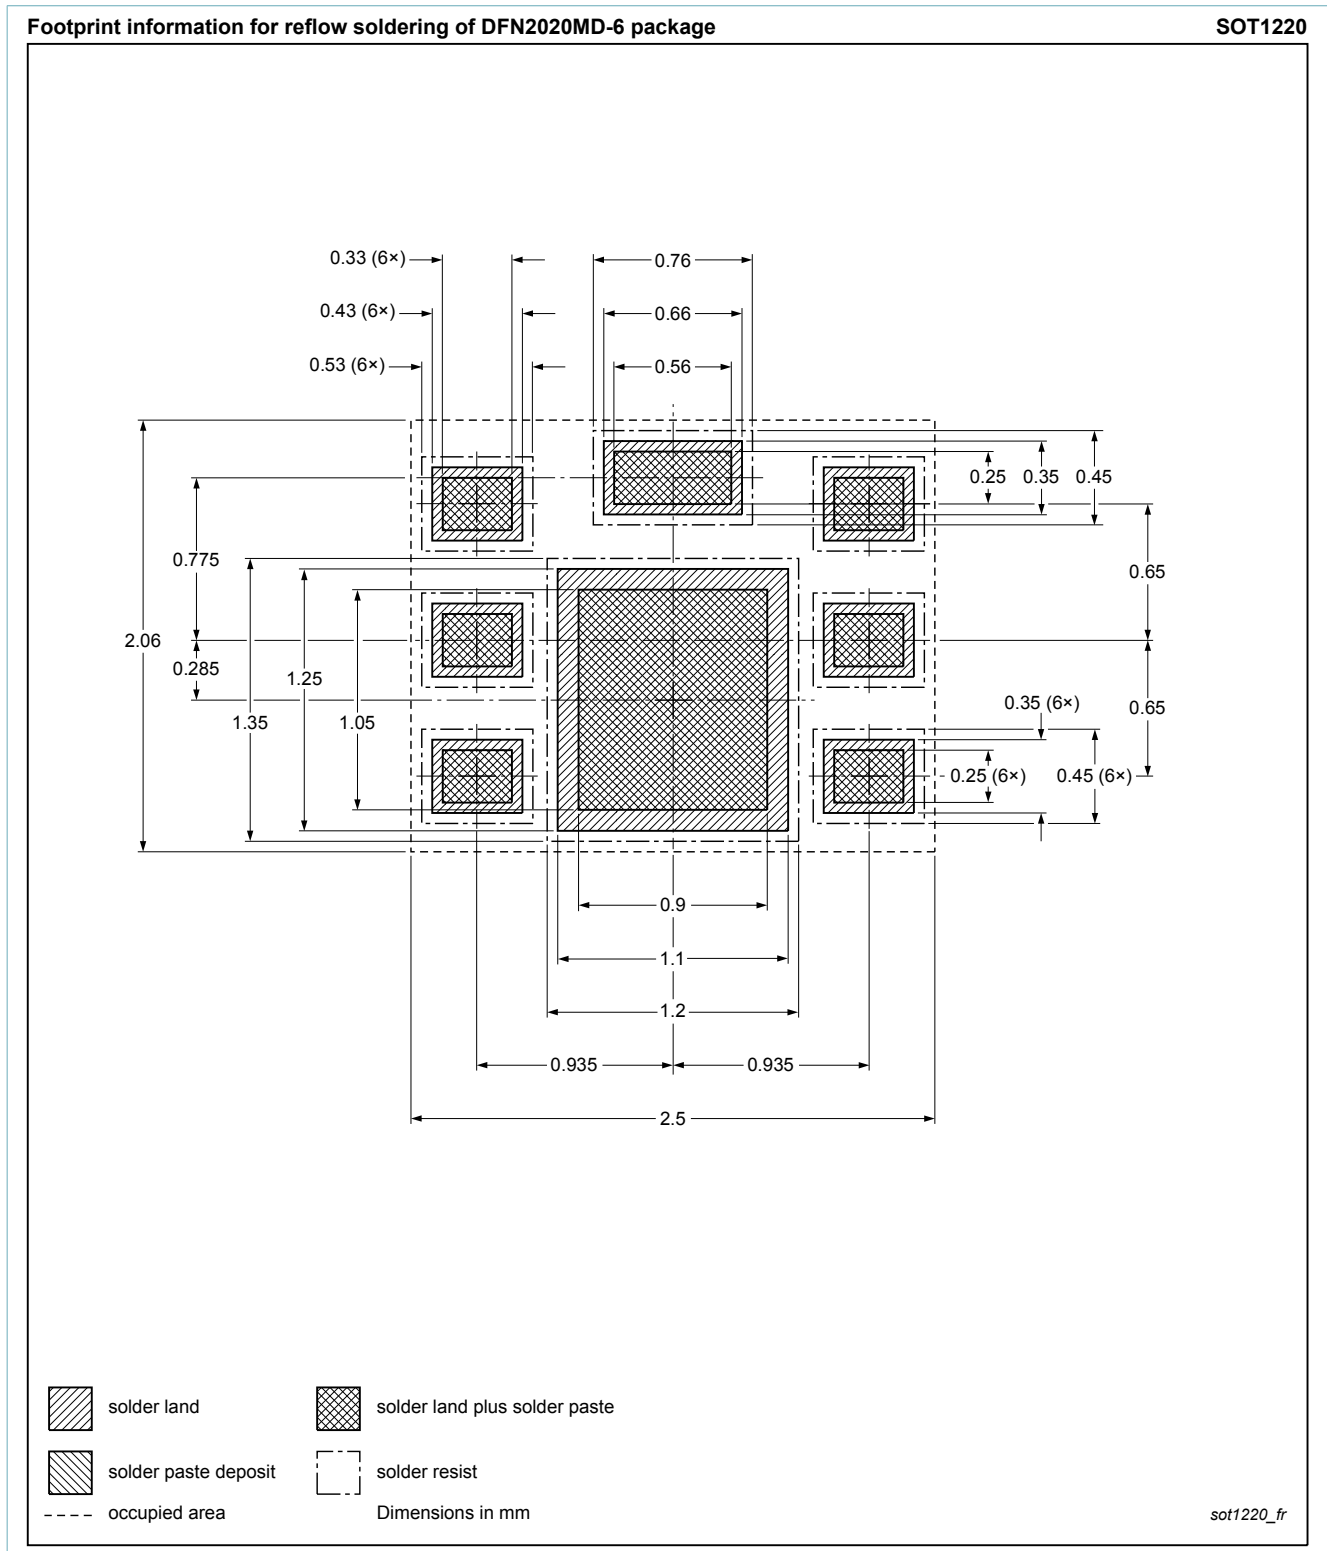 Footprint information for reflow soldering of DFN2020MD-6 package SOT1220
0.33 (6×) 0.76
0.43 (6×) 0.66
0.53 (6×) 0.56
0.25 0.35 0.45
0.775 0.65
2.06
0.285 1.25
1.35 1.05 0.35 (6×) 0.65
0.25 (6×) 0.45 (6×)
0.9
1.1
1.2
0.935 0.935
2.5
solder land solder land plus solder paste
solder paste deposit solder resist
occupied area Dimensions in mm
sot1220_fr